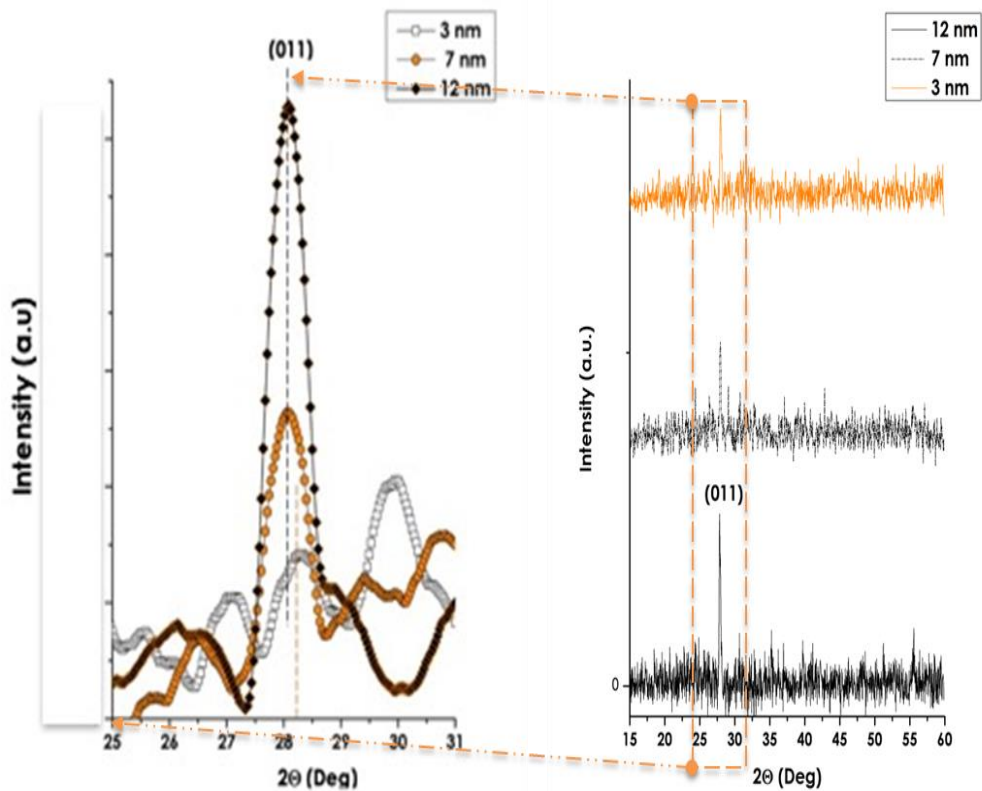 3 nm
7 nm
12 nm
(011)
Intensity (a.u)
25 26 27 28 29 30 31
2Θ (Deg)
12 nm
7 nm
3 nm
(011)
Intensity (a.u.)
0
15 20 25 30 35 40 45 50 55 60
2Θ (Deg)